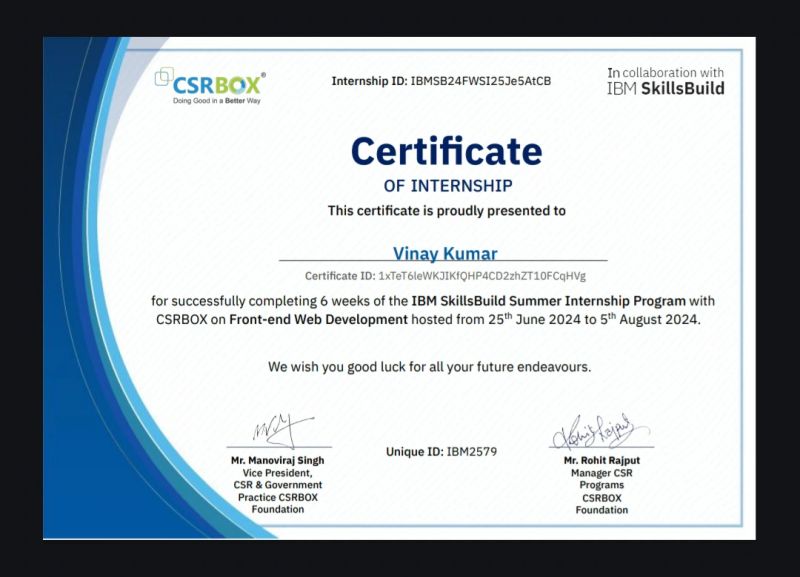 CSRBOX®
Doing Good in a Better Way
Internship ID: IBMSB24FWSI25Je5AtCB
In collaboration with
IBM SkillsBuild
Certificate
OF INTERNSHIP
This certificate is proudly presented to
Vinay Kumar
Certificate ID: 1xTeT6leWKJIKfQHP4CD2zhZT10FCqHVg
for successfully completing 6 weeks of the IBM SkillsBuild Summer Internship Program with
CSRBOX on Front-end Web Development hosted from 25th June 2024 to 5th August 2024.
We wish you good luck for all your future endeavours.
Rohit Rajput
Mr. Manoviraj Singh
Vice President,
CSR & Government
Practice CSRBOX
Foundation
Unique ID: IBM2579
Mr. Rohit Rajput
Manager CSR
Programs
CSRBOX
Foundation